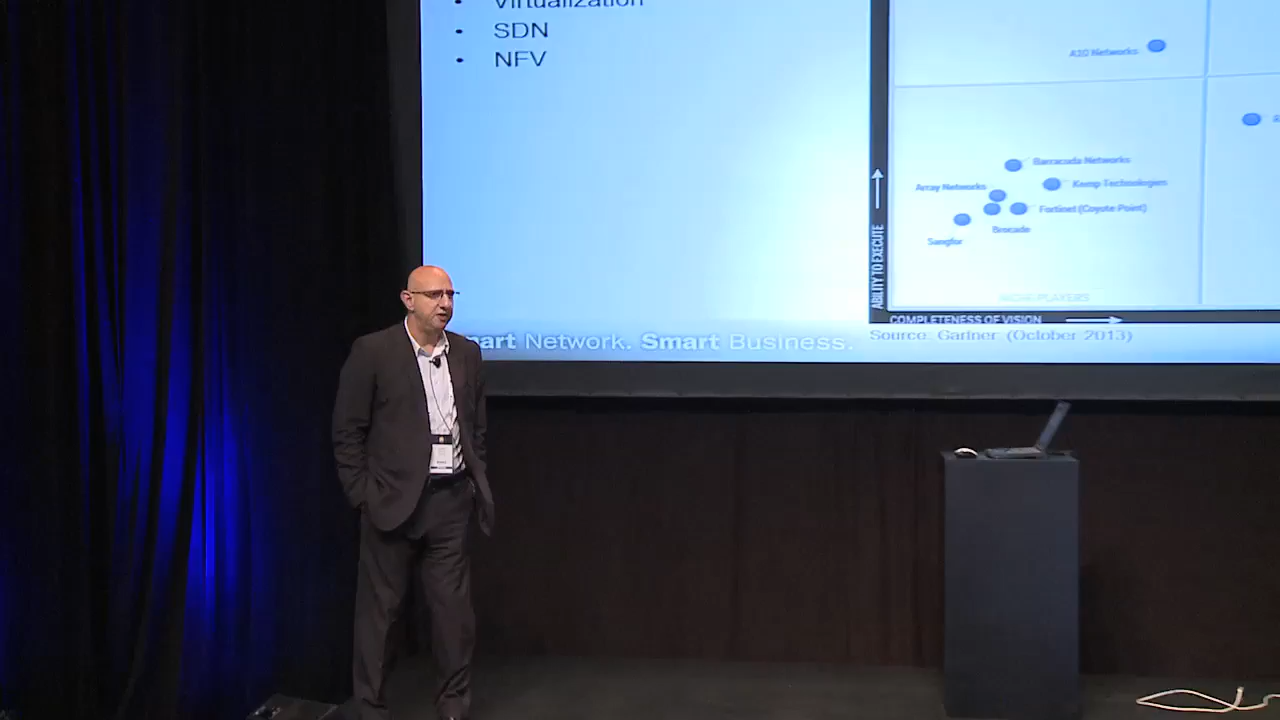 Virtualization
SDN
NFV
A10 Networks
Barracuda Networks
Array Networks
Kemp Technologies
Fortinet (Coyote Point)
Brocade
Sangfor
NICHE PLAYERS
ABILITY TO EXECUTE
COMPLETENESS OF VISION
Source: Gartner (October 2013)
mart Network. Smart Business.